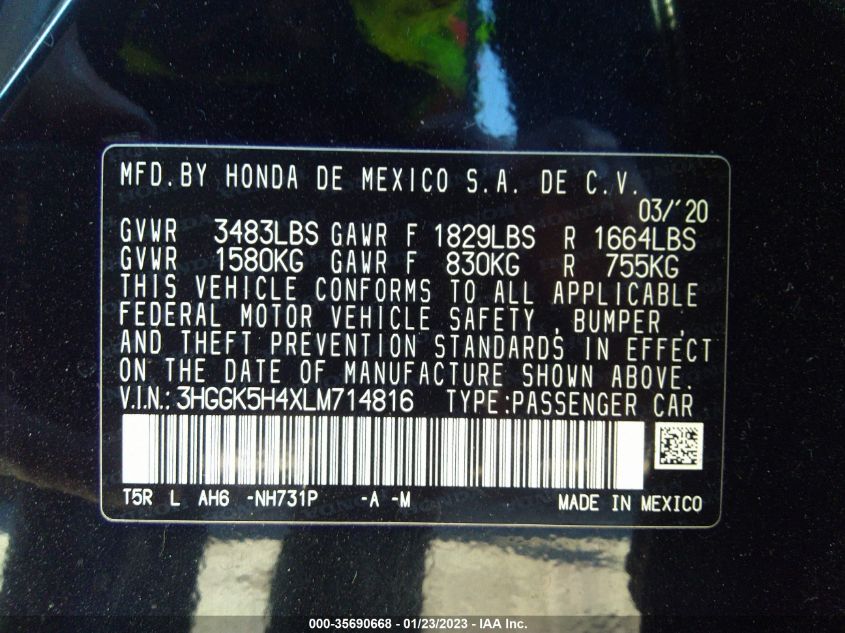 MFD.BY HONDA DE MEXICO S.A. DE C.V.
03/'20
GVWR 3483LBS GAWR F 1829LBS R 1664LBS
GVWR 1580KG GAWR F 830KG R 755KG
THIS VEHICLE CONFORMS TO ALL APPLICABLE
FEDERAL MOTOR VEHICLE SAFETY , BUMPER ,
AND THEFT PREVENTION STANDARDS IN EFFECT
ON THE DATE OF MANUFACTURE SHOWN ABOVE.
V.I.N.: 3HGGK5H4XLM714816 TYPE:PASSENGER CAR
T5R L AH6 -NH731P -A -M MADE IN MEXICO
000-35690668 - 01/23/2023 - IAA Inc.